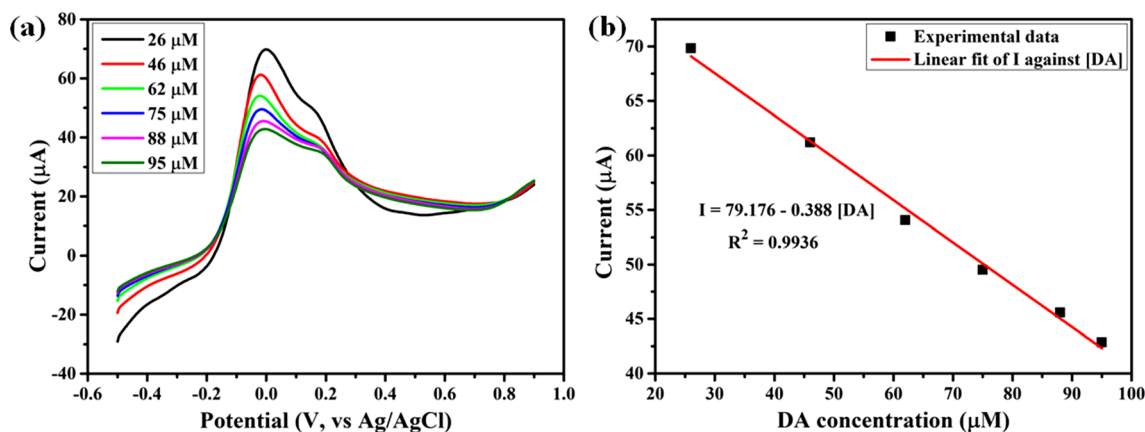 (a)
26 μM
46 μM
62 μM
75 μM
88 μM
95 μM
80
60
40
20
0
-20
-40
Current (μA)
-0.6
-0.4
-0.2
0.0
0.2
0.4
0.6
0.8
1.0
Potential (V, vs Ag/AgCl)
(b)
Experimental data
Linear fit of I against [DA]
I = 79.176 - 0.388 [DA]
R² = 0.9936
70
65
60
55
50
45
40
Current (μA)
20
30
40
50
60
70
80
90
100
DA concentration (μM)